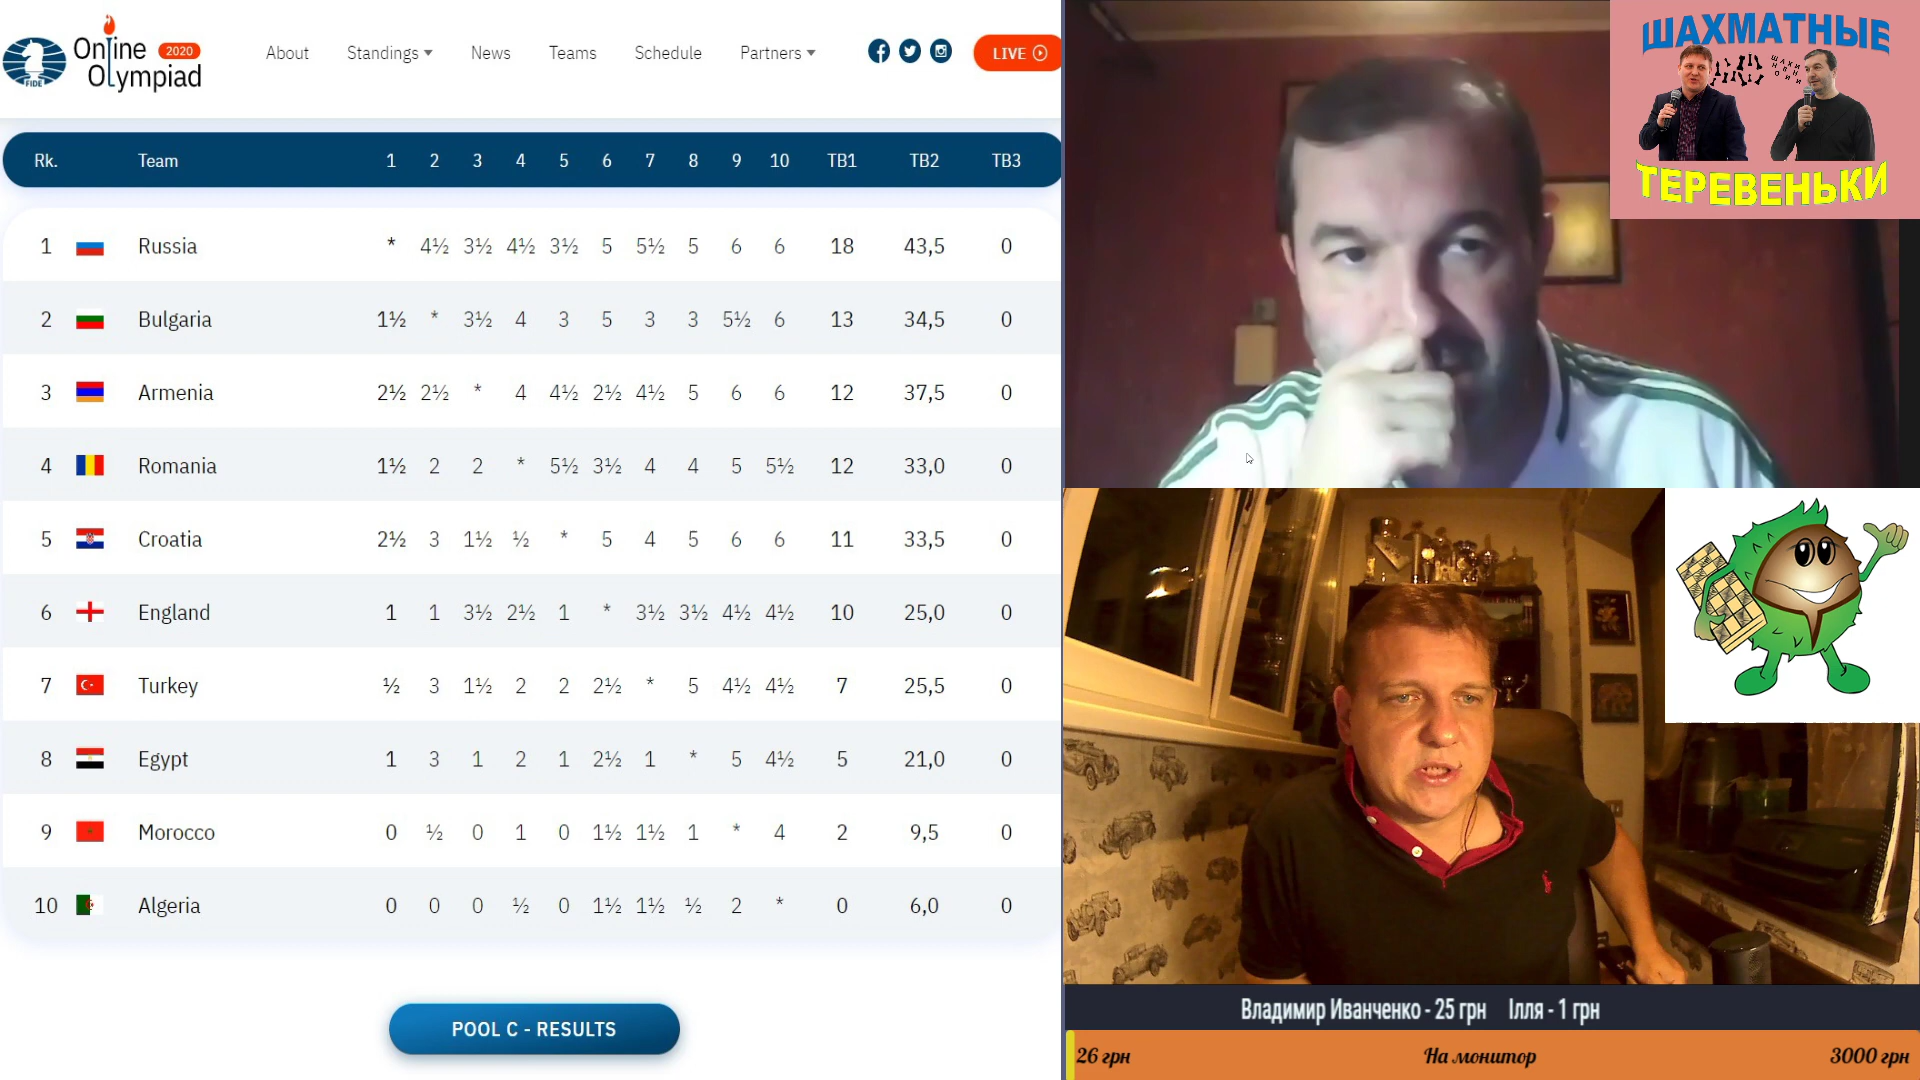 Online 2020
Olympiad
FIDE
About Standings News Teams Schedule Partners LIVE
Rk. Team 1 2 3 4 5 6 7 8 9 10 TB1 TB2 TB3
1 Russia * 4½ 3½ 4½ 3½ 5 5½ 5 6 6 18 43,5 0
2 Bulgaria 1½ * 3½ 4 3 5 3 3 5½ 6 13 34,5 0
3 Armenia 2½ 2½ * 4 4½ 2½ 4½ 5 6 6 12 37,5 0
4 Romania 1½ 2 2 * 5½ 3½ 4 4 5 5½ 12 33,0 0
5 Croatia 2½ 3 1½ ½ * 5 4 5 6 6 11 33,5 0
6 England 1 1 3½ 2½ 1 * 3½ 3½ 4½ 4½ 10 25,0 0
7 Turkey ½ 3 1½ 2 2 2½ * 5 4½ 4½ 7 25,5 0
8 Egypt 1 3 1 2 1 2½ 1 * 5 4½ 5 21,0 0
9 Morocco 0 ½ 0 1 0 1½ 1½ 1 * 4 2 9,5 0
10 Algeria 0 0 0 ½ 0 1½ 1½ ½ 2 * 0 6,0 0
POOL C - RESULTS
ШАХМАТНЫЕ
ТЕРЕВЕНЬКИ
Владимир Иванченко - 25 грн Ілля - 1 грн
26 грн На монитор 3000 грн